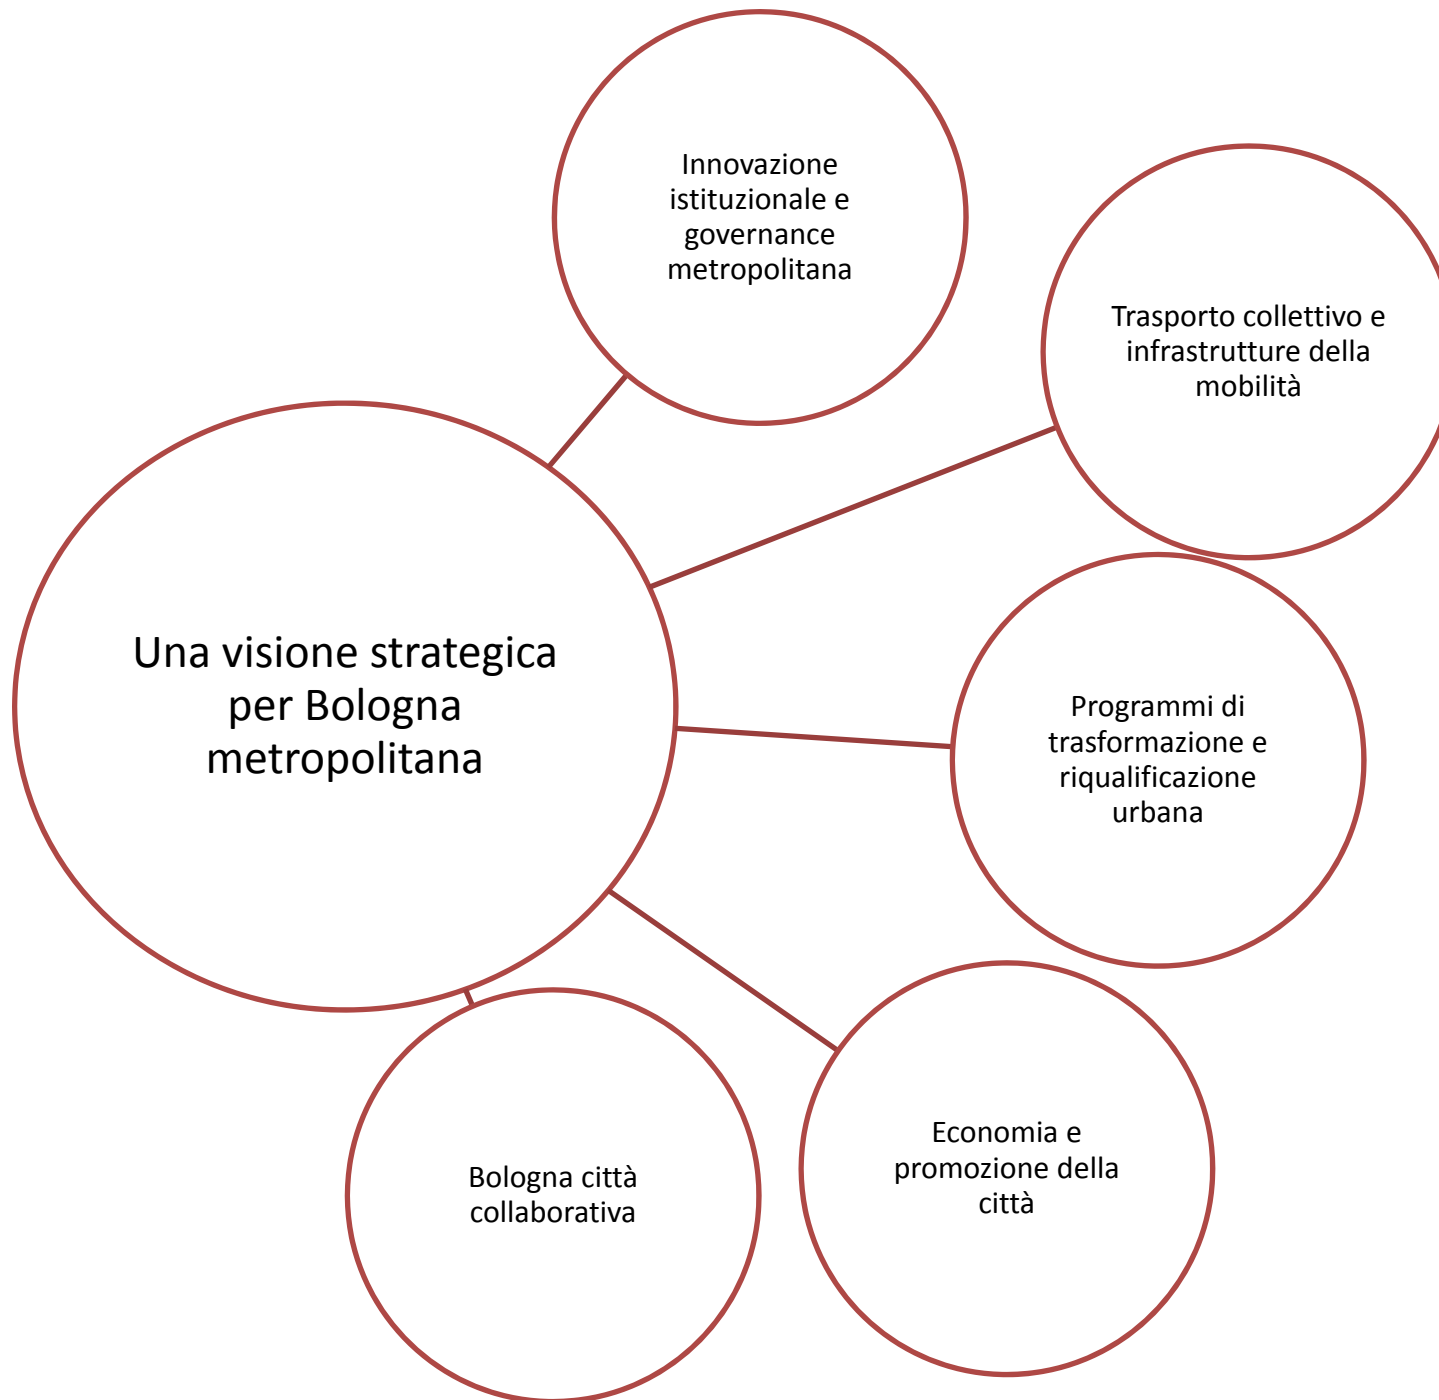 Innovazione
istituzionale e
governance
metropolitana
Trasporto collettivo e
infrastrutture della
mobilità
Una visione strategica
per Bologna
metropolitana
Programmi di
trasformazione e
riqualificazione
urbana
Economia e
promozione della
città
Bologna città
collaborativa